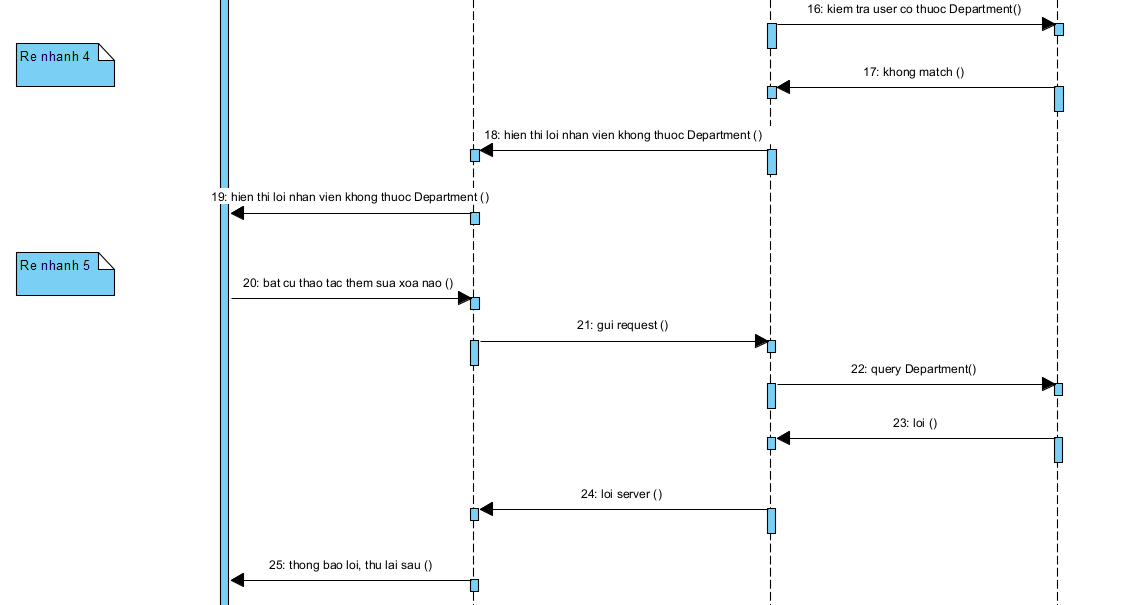 16: kiem tra user co thuoc Department()
Re nhanh 4
17: khong match ()
18: hien thi loi nhan vien khong thuoc Department ()
19: hien thi loi nhan vien khong thuoc Department ()
Re nhanh 5
20: bat cu thao tac them sua xoa nao ()
21: gui request ()
22: query Department()
23: loi ()
24: loi server ()
25: thong bao loi, thu lai sau ()